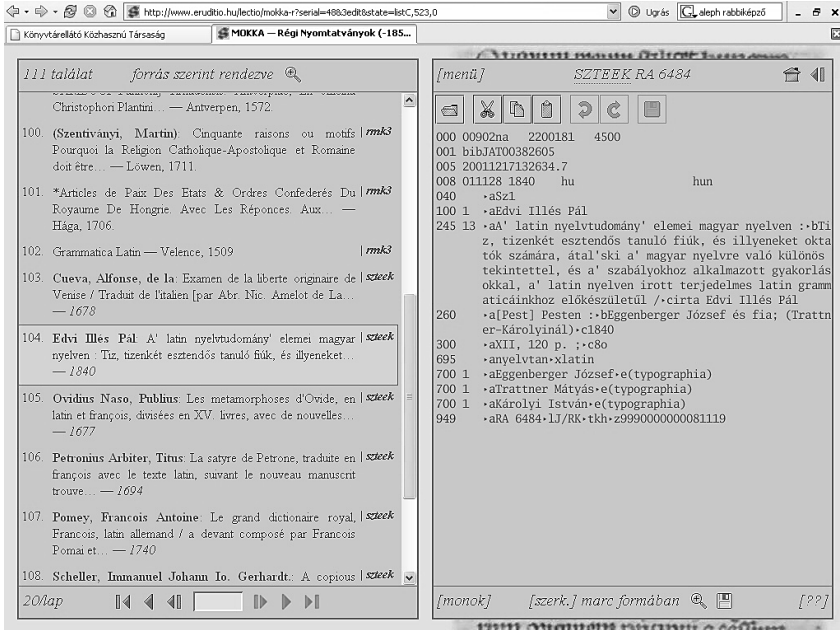 http://www.eruditio.hu/lectio/mokka-r?serial=48&3edit&state=listC,523,0
Ugrás
aleph rabbiképző
Könyvtárellátó Közhasznú Társaság
MOKKA — Régi Nyomtatványok (-185...
111 találat forrás szerint rendezve
Christophori Plantini... — Antverpen, 1572.
100. (Szentiványi, Martin): Cinquante raisons ou motifs rmk3
Pourquoi la Religion Catholique-Apostolique et Romaine
doit être... — Löwen, 1711.
101. *Articles de Paix Des Etats & Ordres Confederés Du rmk3
Royaume De Hongrie. Avec Les Réponces. Aux... —
Hága, 1706.
102. Grammatica Latin — Velence, 1509 rmk3
103. Cueva, Alfonse, de la: Examen de la liberte originaire de szteek
Venise / Traduit de l'italien [par Abr. Nic. Amelot de La...
— 1678
104. Edvi Illés Pál: A' latin nyelvtudomány' elemei magyar szteek
nyelven : Tiz, tizenkét esztendős tanuló fiúk, és illyeneket...
— 1840
105. Ovidius Naso, Publius: Les metamorphoses d'Ovide, en szteek
latin et françois, divisées en XV. livres, avec de nouvelles...
— 1677
106. Petronius Arbiter, Titus: La satyre de Petrone, traduite en szteek
françois avec le texte latin, suivant le nouveau manuscrit
trouve... — 1694
107. Pomey, Francois Antoine: Le grand dictionaire royal, szteek
Francois, latin allemand / a devant composé par Francois
Pomai et... — 1740
108. Scheller, Immanuel Johann Io. Gerhardt.: A copious szteek
20/lap
[menü] SZTEEK RA 6484
000 00902na 2200181 4500
001 bibJAT00382605
005 20011217132634.7
008 011128 1840 hu hun
040 ‣aSzl
100 1 ‣aEdvi Illés Pál
245 13 ‣aA' latin nyelvtudomány' elemei magyar nyelven :‣bTi
z, tizenkét esztendős tanuló fiúk, és illyeneket okta
tók számára, átal'ski a' magyar nyelvre való különös
tekintettel, és a' szabályokhoz alkalmazott gyakorlás
okkal, a' latin nyelven irott terjedelmes latin gramm
aticáinkhoz előkészületűl /‣cirta Edvi Illés Pál
260 ‣a[Pest] Pesten :‣bEggenberger József és fia; (Trattn
er-Károlyinál)‣c1840
300 ‣aXII, 120 p. ;‣c8o
695 ‣anyelvtan‣xlatin
700 1 ‣aEggenberger József‣e(typographia)
700 1 ‣aTrattner Mátyás‣e(typographia)
700 1 ‣aKárolyi István‣e(typographia)
949 ‣aRA 6484‣lJ/RK‣tkh‣z9990000000081119
[monok] [szerk.] marc formában [??]